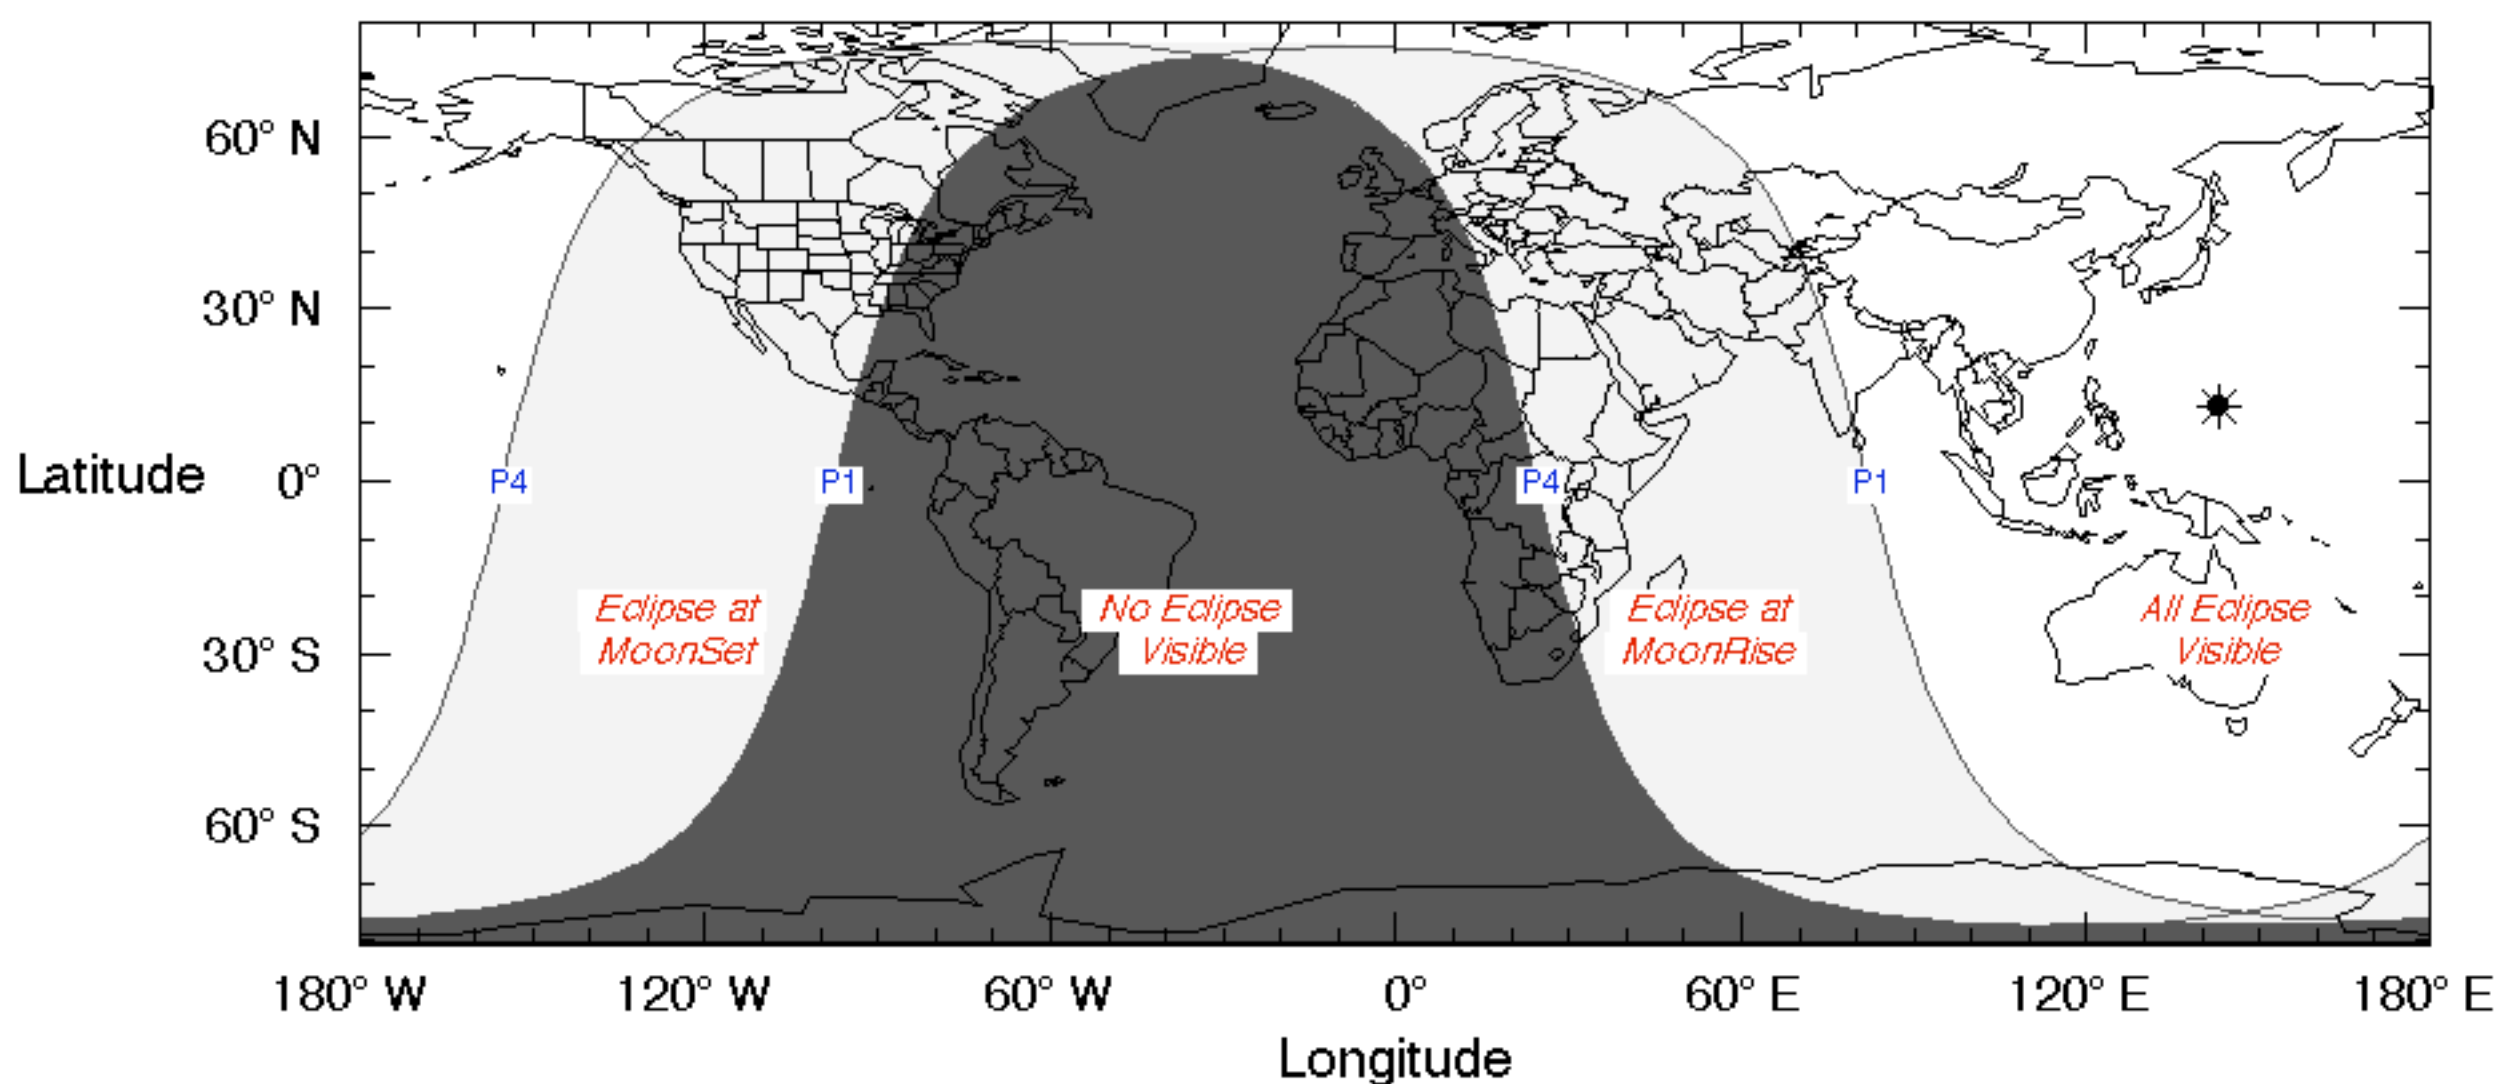 60° N
30° N
Latitude 0°
30° S
60° S
P4 P1 P4 P1
Eclipse at
MoonSet
No Eclipse
Visible
Eclipse at
MoonRise
All Eclipse
Visible
180° W 120° W 60° W 0° 60° E 120° E 180° E
Longitude